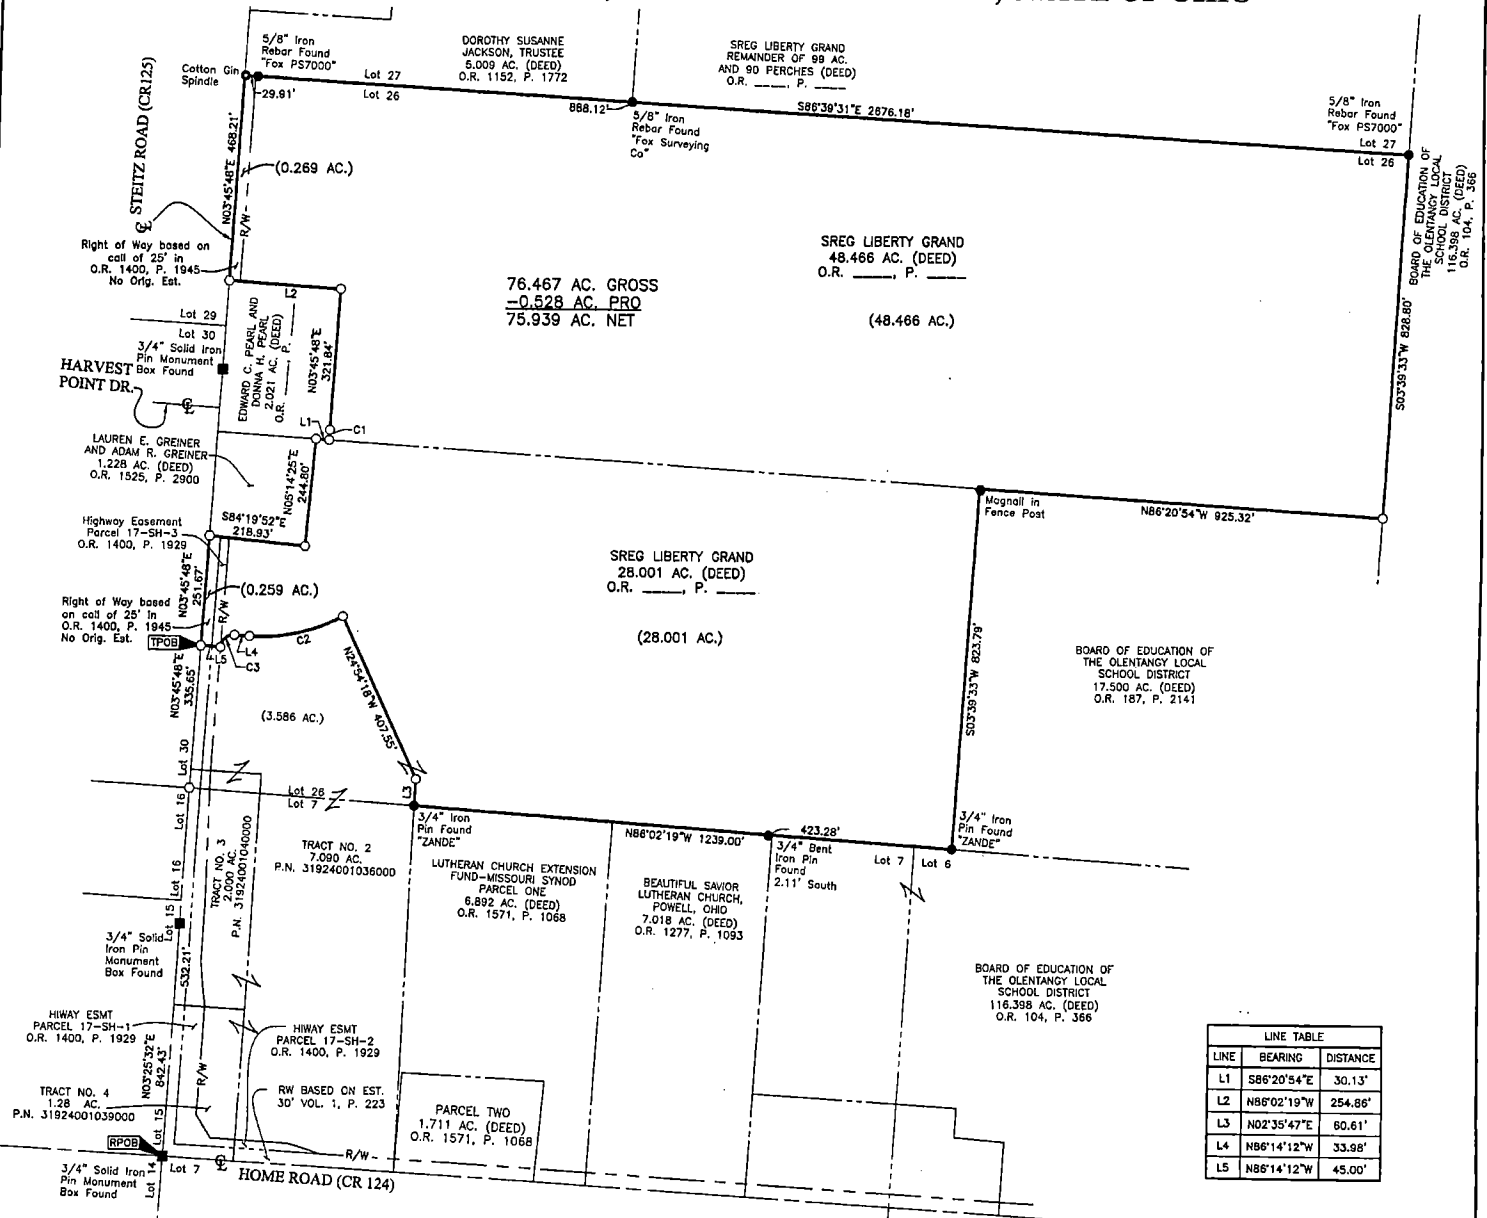 5/8" Iron
Rebar Found
"Fox PS7000"
Cotton Gin
Spindle
29.91'
Lot 27
Lot 26
DOROTHY SUSANNE
JACKSON, TRUSTEE
5.009 AC. (DEED)
O.R. 1152, P. 1772
888.12'
5/8" Iron
Rebar Found
"Fox Surveying
Co"
SREG LIBERTY GRAND
REMAINDER OF 99 AC.
AND 90 PERCHES (DEED)
O.R. ____, P. ____
S86°39'31"E 2676.18'
5/8" Iron
Rebar Found
"Fox PS7000"
Lot 27
Lot 26
BOARD OF EDUCATION OF
THE OLENTANGY LOCAL
SCHOOL DISTRICT
116.398 AC. (DEED)
O.R. 104, P. 366
S03°39'33"W 828.80'
℄ STEITZ ROAD (CR125)
N03°45'48"E 468.21'
R/W
(0.269 AC.)
Right of Way based on
call of 25' in
O.R. 1400, P. 1945
No Orig. Est.
L2
SREG LIBERTY GRAND
48.466 AC. (DEED)
O.R. ____, P. ____
(48.466 AC.)
76.467 AC. GROSS
-0.528 AC. PRO
75.939 AC. NET
Lot 29
Lot 30
3/4" Solid Iron
Pin Monument
Box Found
HARVEST
POINT DR.
℄
EDWARD C. PEARL AND
DONNA H. PEARL
2.021 AC. (DEED)
O.R. ____, P. ____
N03°45'48"E
321.84'
L1
C1
LAUREN E. GREINER
AND ADAM R. GREINER
1.228 AC. (DEED)
O.R. 1525, P. 2900
N05°14'25"E
244.80'
S84°19'52"E
218.93'
Magnail in
Fence Post
N86°20'54"W 925.32'
Highway Easement
Parcel 17-SH-3
O.R. 1400, P. 1929
N03°45'48"E
251.67'
(0.259 AC.)
R/W
Right of Way based
on call of 25' in
O.R. 1400, P. 1945
No Orig. Est.
TPOB
L5
L4
C3
C2
SREG LIBERTY GRAND
28.001 AC. (DEED)
O.R. ____, P. ____
(28.001 AC.)
N24°54'18"W 407.55'
S03°39'33"W 823.79'
BOARD OF EDUCATION OF
THE OLENTANGY LOCAL
SCHOOL DISTRICT
17.500 AC. (DEED)
O.R. 187, P. 2141
N03°45'48"E
335.65'
(3.586 AC.)
Lot 30
Lot 16
Lot 26
Lot 7
L3
3/4" Iron
Pin Found
"ZANDE"
N86°02'19"W 1239.00'
423.28'
3/4" Bent
Iron Pin
Found
2.11' South
Lot 7
Lot 6
3/4" Iron
Pin Found
"ZANDE"
TRACT NO. 2
7.090 AC.
P.N. 31924001036000
TRACT NO. 3
2.000 AC.
P.N. 31924001040000
LUTHERAN CHURCH EXTENSION
FUND-MISSOURI SYNOD
PARCEL ONE
6.892 AC. (DEED)
O.R. 1571, P. 1068
BEAUTIFUL SAVIOR
LUTHERAN CHURCH,
POWELL, OHIO
7.018 AC. (DEED)
O.R. 1277, P. 1093
Lot 16
Lot 15
3/4" Solid
Iron Pin
Monument
Box Found
532.21'
BOARD OF EDUCATION OF
THE OLENTANGY LOCAL
SCHOOL DISTRICT
116.398 AC. (DEED)
O.R. 104, P. 366
HIWAY ESMT
PARCEL 17-SH-1
O.R. 1400, P. 1929
HIWAY ESMT
PARCEL 17-SH-2
O.R. 1400, P. 1929
N03°25'32"E
842.43'
R/W
TRACT NO. 4
1.28 AC.
P.N. 31924001039000
RW BASED ON EST.
30' VOL. 1, P. 223
PARCEL TWO
1.711 AC. (DEED)
O.R. 1571, P. 1068
Lot 15
RPOB
R/W
3/4" Solid Iron
Pin Monument
Box Found
Lot 14
Lot 7
℄
HOME ROAD (CR 124)
LINE TABLE
LINE BEARING DISTANCE
L1 S86°20'54"E 30.13'
L2 N86°02'19"W 254.86'
L3 N02°35'47"E 60.61'
L4 N86°14'12"W 33.98'
L5 N86°14'12"W 45.00'